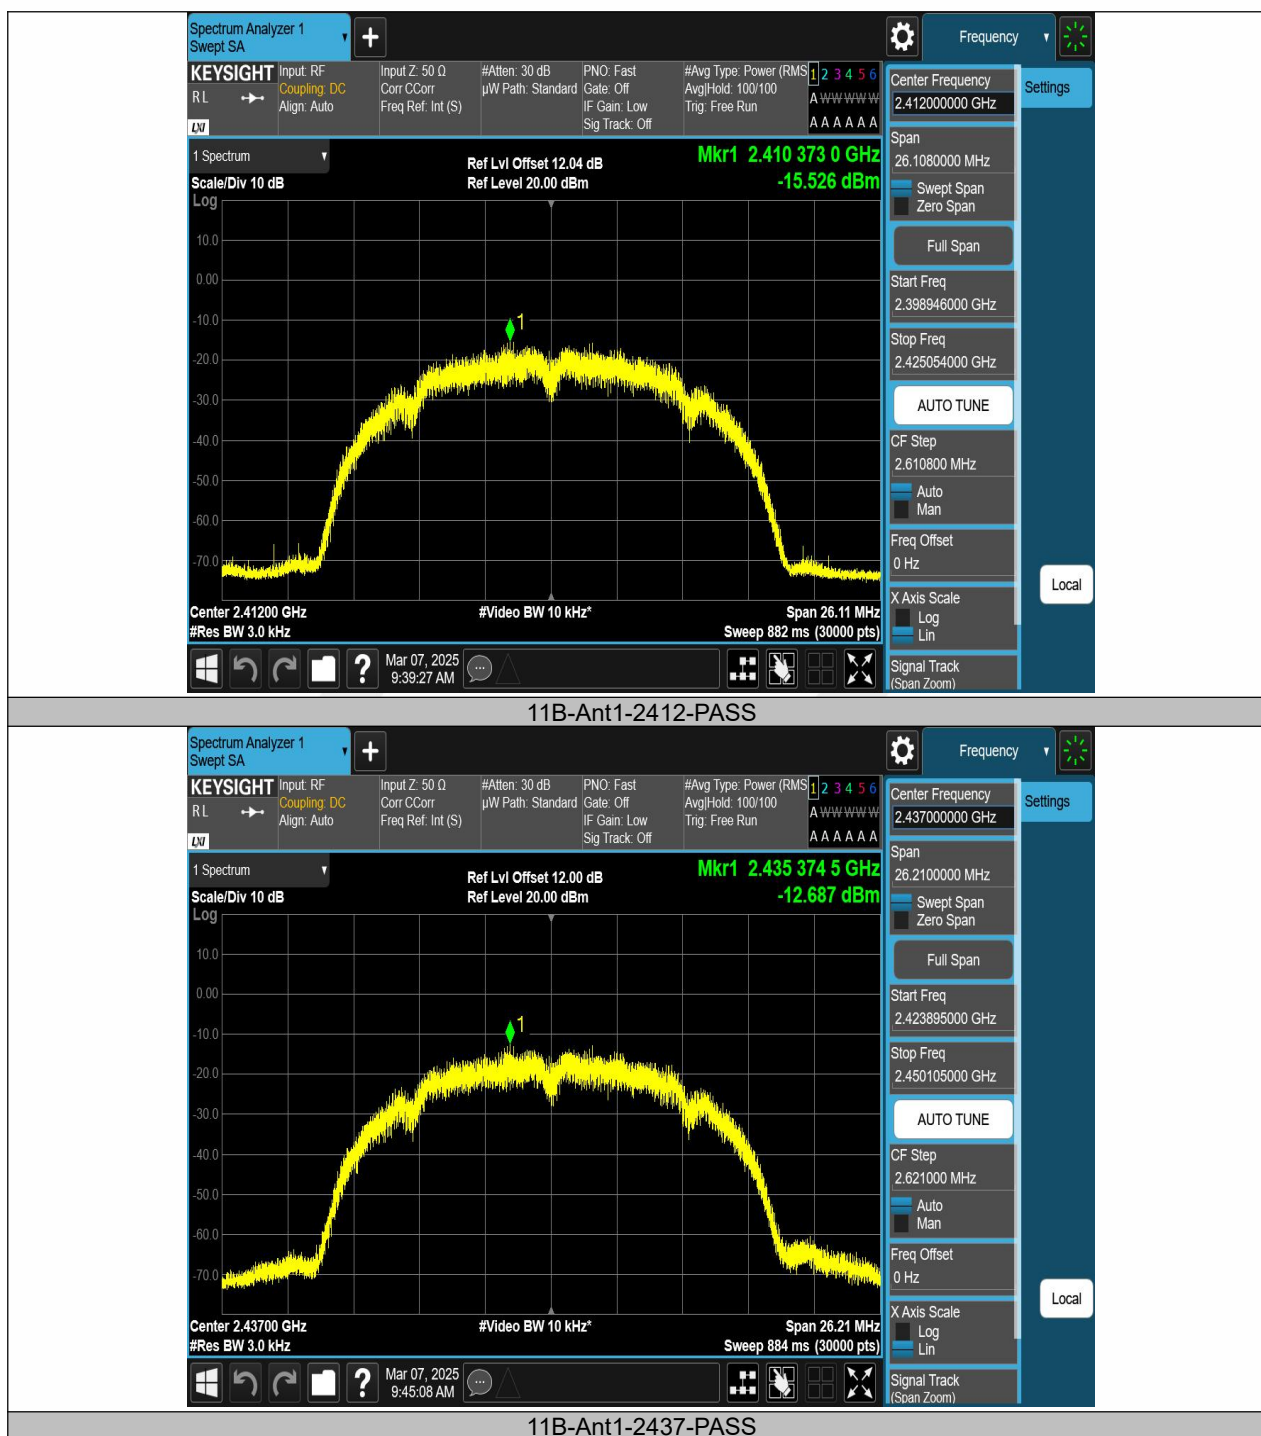 Spectrum Analyzer 1
Swept SA
+
Frequency
KEYSIGHT
R L
LXI
Input: RF
Coupling: DC
Align: Auto
Input Z: 50 Ω
Corr CCorr
Freq Ref: Int (S)
#Atten: 30 dB
µW Path: Standard
PNO: Fast
Gate: Off
IF Gain: Low
Sig Track: Off
#Avg Type: Power (RMS
Avg|Hold: 100/100
Trig: Free Run
1 2 3 4 5 6
A W W W W W
A A A A A A
1 Spectrum
Scale/Div 10 dB
Log
Ref Lvl Offset 12.04 dB
Ref Level 20.00 dBm
Mkr1 2.410 373 0 GHz
-15.526 dBm
10.0
0.00
-10.0
-20.0
-30.0
-40.0
-50.0
-60.0
-70.0
1
Center 2.41200 GHz
#Res BW 3.0 kHz
#Video BW 10 kHz*
Span 26.11 MHz
Sweep 882 ms (30000 pts)
Mar 07, 2025
9:39:27 AM
Center Frequency
2.412000000 GHz
Settings
Span
26.1080000 MHz
Swept Span
Zero Span
Full Span
Start Freq
2.398946000 GHz
Stop Freq
2.425054000 GHz
AUTO TUNE
CF Step
2.610800 MHz
Auto
Man
Freq Offset
0 Hz
X Axis Scale
Log
Lin
Signal Track
(Span Zoom)
Local
11B-Ant1-2412-PASS
Spectrum Analyzer 1
Swept SA
+
Frequency
KEYSIGHT
R L
LXI
Input: RF
Coupling: DC
Align: Auto
Input Z: 50 Ω
Corr CCorr
Freq Ref: Int (S)
#Atten: 30 dB
µW Path: Standard
PNO: Fast
Gate: Off
IF Gain: Low
Sig Track: Off
#Avg Type: Power (RMS
Avg|Hold: 100/100
Trig: Free Run
1 2 3 4 5 6
A W W W W W
A A A A A A
1 Spectrum
Scale/Div 10 dB
Log
Ref Lvl Offset 12.00 dB
Ref Level 20.00 dBm
Mkr1 2.435 374 5 GHz
-12.687 dBm
10.0
0.00
-10.0
-20.0
-30.0
-40.0
-50.0
-60.0
-70.0
1
Center 2.43700 GHz
#Res BW 3.0 kHz
#Video BW 10 kHz*
Span 26.21 MHz
Sweep 884 ms (30000 pts)
Mar 07, 2025
9:45:08 AM
Center Frequency
2.437000000 GHz
Settings
Span
26.2100000 MHz
Swept Span
Zero Span
Full Span
Start Freq
2.423895000 GHz
Stop Freq
2.450105000 GHz
AUTO TUNE
CF Step
2.621000 MHz
Auto
Man
Freq Offset
0 Hz
X Axis Scale
Log
Lin
Signal Track
(Span Zoom)
Local
11B-Ant1-2437-PASS